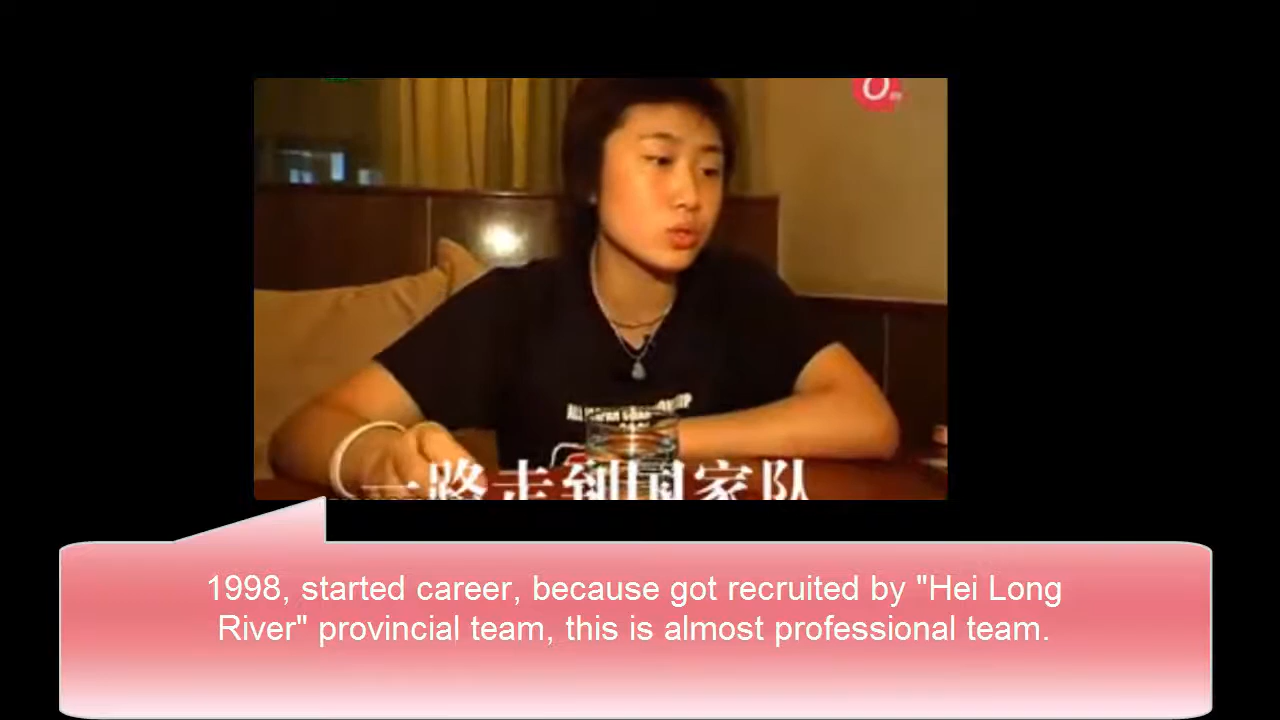 一路走到国家队
1998, started career, because got recruited by "Hei Long
River" provincial team, this is almost professional team.